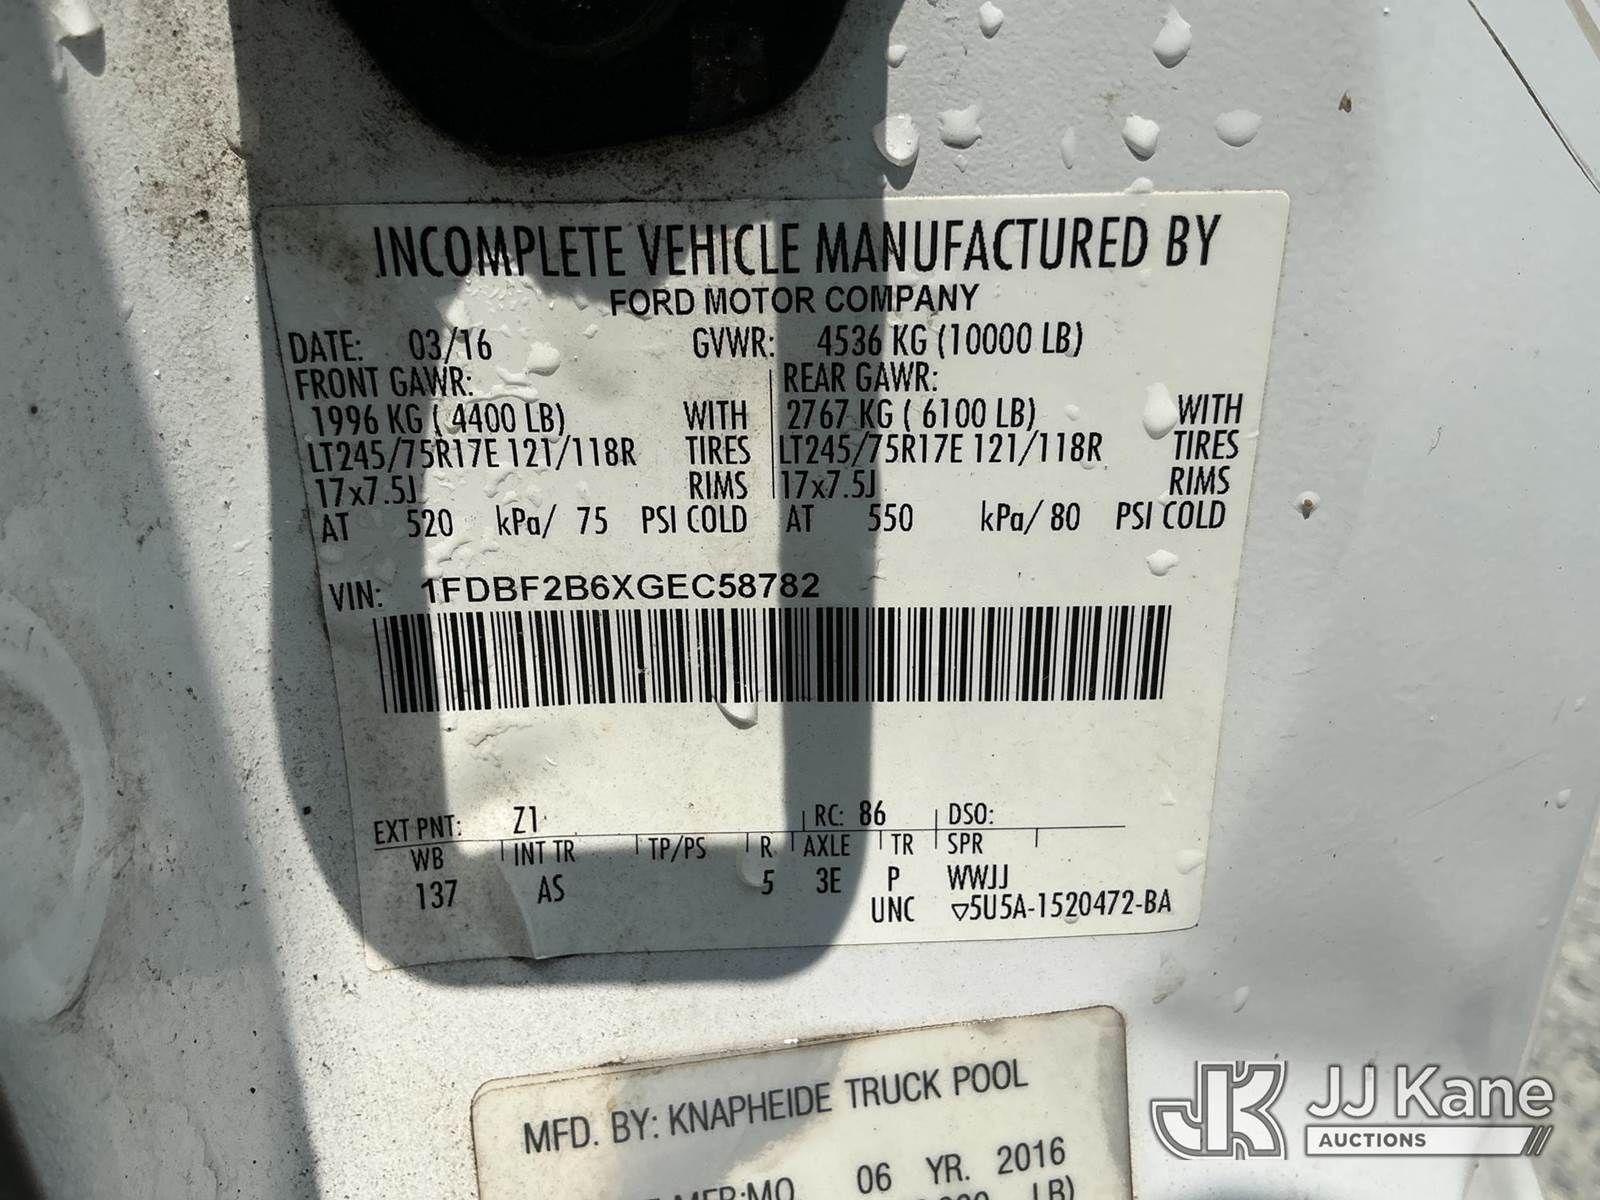 INCOMPLETE VEHICLE MANUFACTURED BY
FORD MOTOR COMPANY
DATE: 03/16 GVWR: 4536 KG (10000 LB)
FRONT GAWR: REAR GAWR:
1996 KG ( 4400 LB) WITH 2767 KG ( 6100 LB) WITH
LT245/75R17E 121/118R TIRES LT245/75R17E 121/118R TIRES
17x7.5J RIMS 17x7.5J RIMS
AT 520 kPa/ 75 PSI COLD AT 550 kPa/ 80 PSI COLD
VIN: 1FDBF2B6XGEC58782
EXT PNT: Z1 RC: 86 DSO:
WB INT TR TP/PS R AXLE TR SPR
137 AS 5 3E P WWJJ
UNC ▽5U5A-1520472-BA
MFD. BY: KNAPHEIDE TRUCK POOL
MFR:MO. 06 YR. 2016
LB)
JK JJ Kane
AUCTIONS